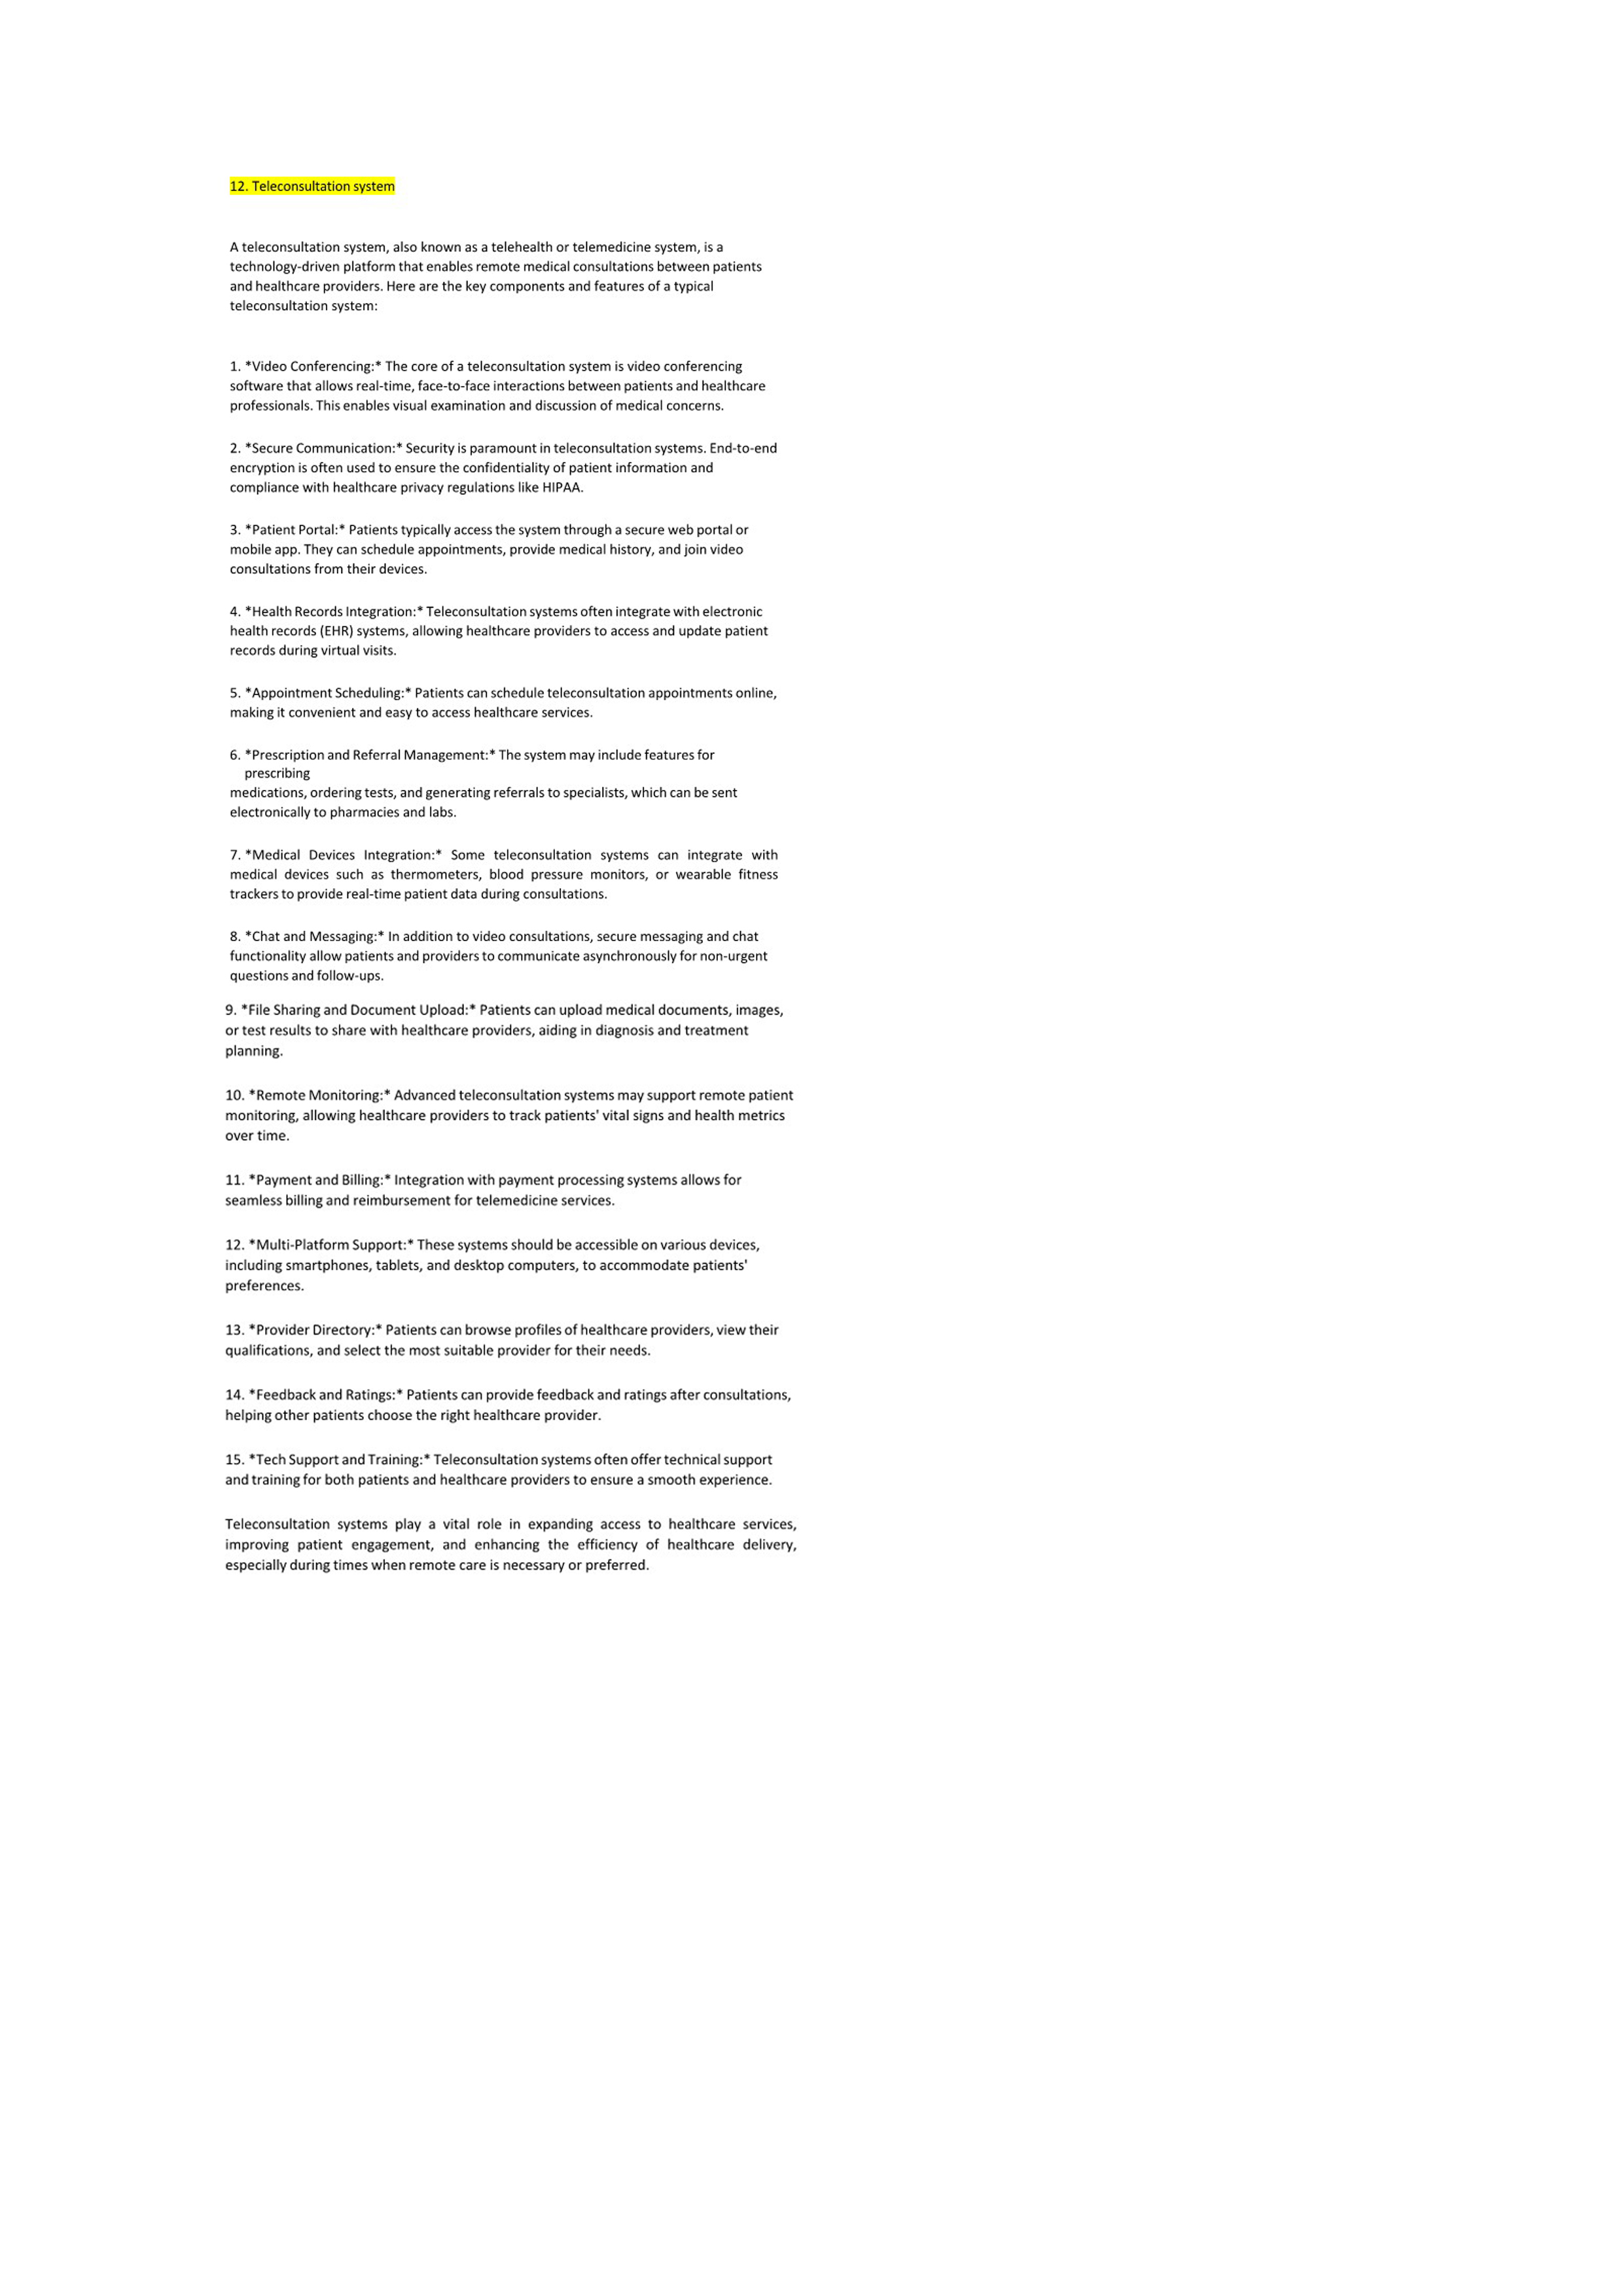 12. Teleconsultation system
A teleconsultation system, also known as a telehealth or telemedicine system, is a
technology-driven platform that enables remote medical consultations between patients
and healthcare providers. Here are the key components and features of a typical
teleconsultation system:
1. *Video Conferencing:* The core of a teleconsultation system is video conferencing
software that allows real-time, face-to-face interactions between patients and healthcare
professionals. This enables visual examination and discussion of medical concerns.
2. *Secure Communication:* Security is paramount in teleconsultation systems. End-to-end
encryption is often used to ensure the confidentiality of patient information and
compliance with healthcare privacy regulations like HIPAA.
3. *Patient Portal:* Patients typically access the system through a secure web portal or
mobile app. They can schedule appointments, provide medical history, and join video
consultations from their devices.
4. *Health Records Integration:* Teleconsultation systems often integrate with electronic
health records (EHR) systems, allowing healthcare providers to access and update patient
records during virtual visits.
5. *Appointment Scheduling:* Patients can schedule teleconsultation appointments online,
making it convenient and easy to access healthcare services.
6. *Prescription and Referral Management:* The system may include features for
prescribing
medications, ordering tests, and generating referrals to specialists, which can be sent
electronically to pharmacies and labs.
7. *Medical Devices Integration:* Some teleconsultation systems can integrate with
medical devices such as thermometers, blood pressure monitors, or wearable fitness
trackers to provide real-time patient data during consultations.
8. *Chat and Messaging:* In addition to video consultations, secure messaging and chat
functionality allow patients and providers to communicate asynchronously for non-urgent
questions and follow-ups.
9. *File Sharing and Document Upload:* Patients can upload medical documents, images,
or test results to share with healthcare providers, aiding in diagnosis and treatment
planning.
10. *Remote Monitoring:* Advanced teleconsultation systems may support remote patient
monitoring, allowing healthcare providers to track patients' vital signs and health metrics
over time.
11. *Payment and Billing:* Integration with payment processing systems allows for
seamless billing and reimbursement for telemedicine services.
12. *Multi-Platform Support:* These systems should be accessible on various devices,
including smartphones, tablets, and desktop computers, to accommodate patients'
preferences.
13. *Provider Directory:* Patients can browse profiles of healthcare providers, view their
qualifications, and select the most suitable provider for their needs.
14. *Feedback and Ratings:* Patients can provide feedback and ratings after consultations,
helping other patients choose the right healthcare provider.
15. *Tech Support and Training:* Teleconsultation systems often offer technical support
and training for both patients and healthcare providers to ensure a smooth experience.
Teleconsultation systems play a vital role in expanding access to healthcare services,
improving patient engagement, and enhancing the efficiency of healthcare delivery,
especially during times when remote care is necessary or preferred.